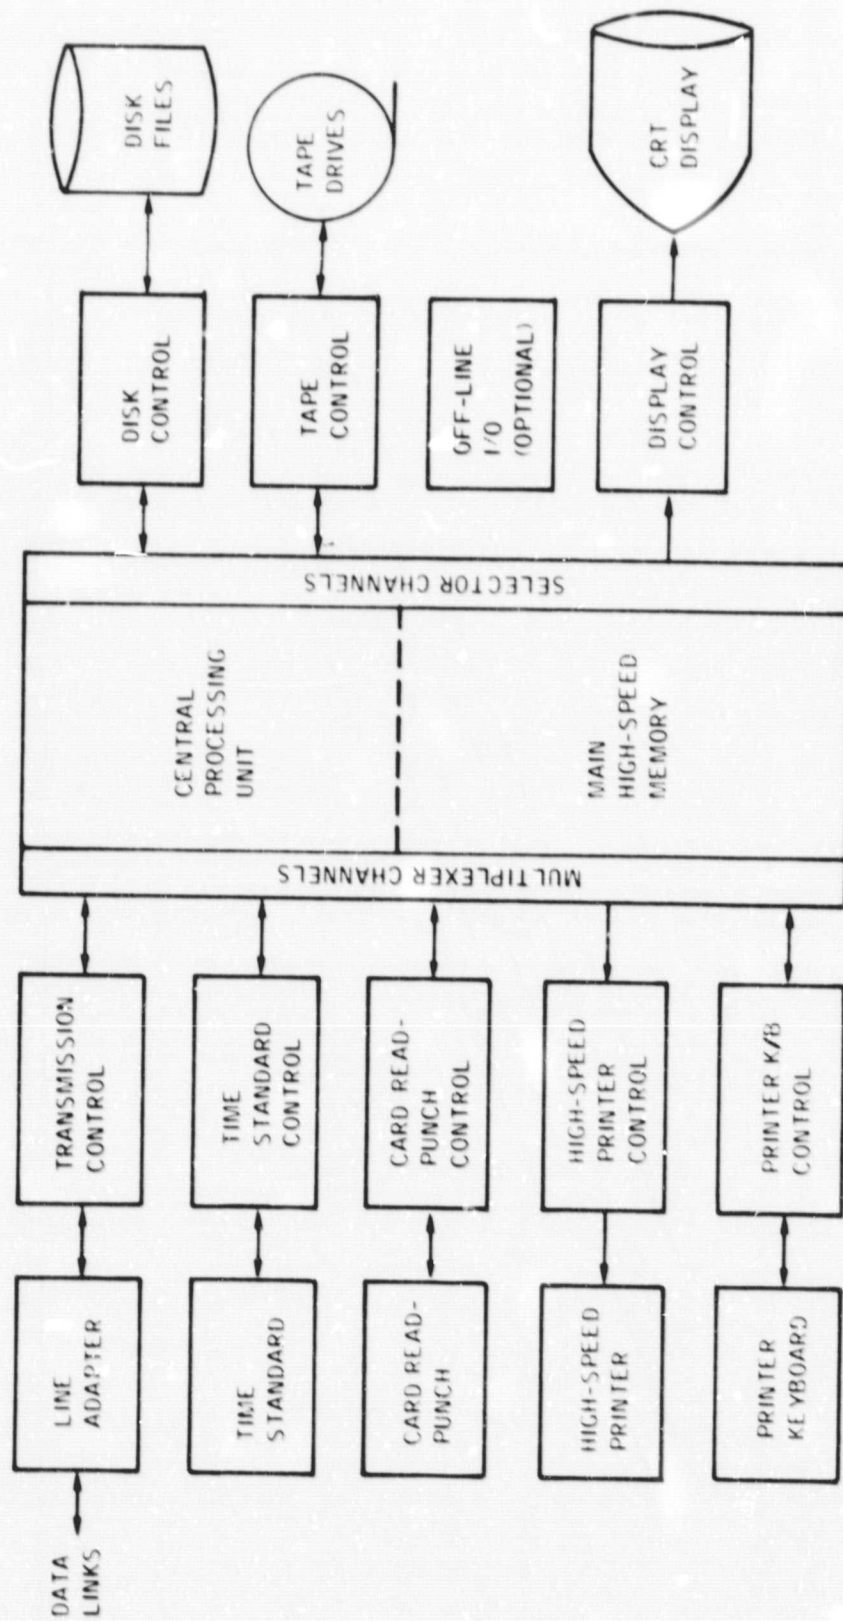 DATA
LINKS
LINE
ADAPTER
TRANSMISSION
CONTROL
TIME
STANDARD
TIME
STANDARD
CONTROL
CARD READ-
PUNCH
CARD READ-
PUNCH
CONTROL
HIGH-SPEED
PRINTER
HIGH-SPEED
PRINTER
CONTROL
PRINTER
KEYBOARD
PRINTER K/B
CONTROL
MULTIPLEXER CHANNELS
CENTRAL
PROCESSING
UNIT
MAIN
HIGH-SPEED
MEMORY
SELECTOR CHANNELS
DISK
CONTROL
DISK
FILES
TAPE
CONTROL
TAPE
DRIVES
OFF-LINE
I/O
(OPTIONAL)
DISPLAY
CONTROL
CRT
DISPLAY